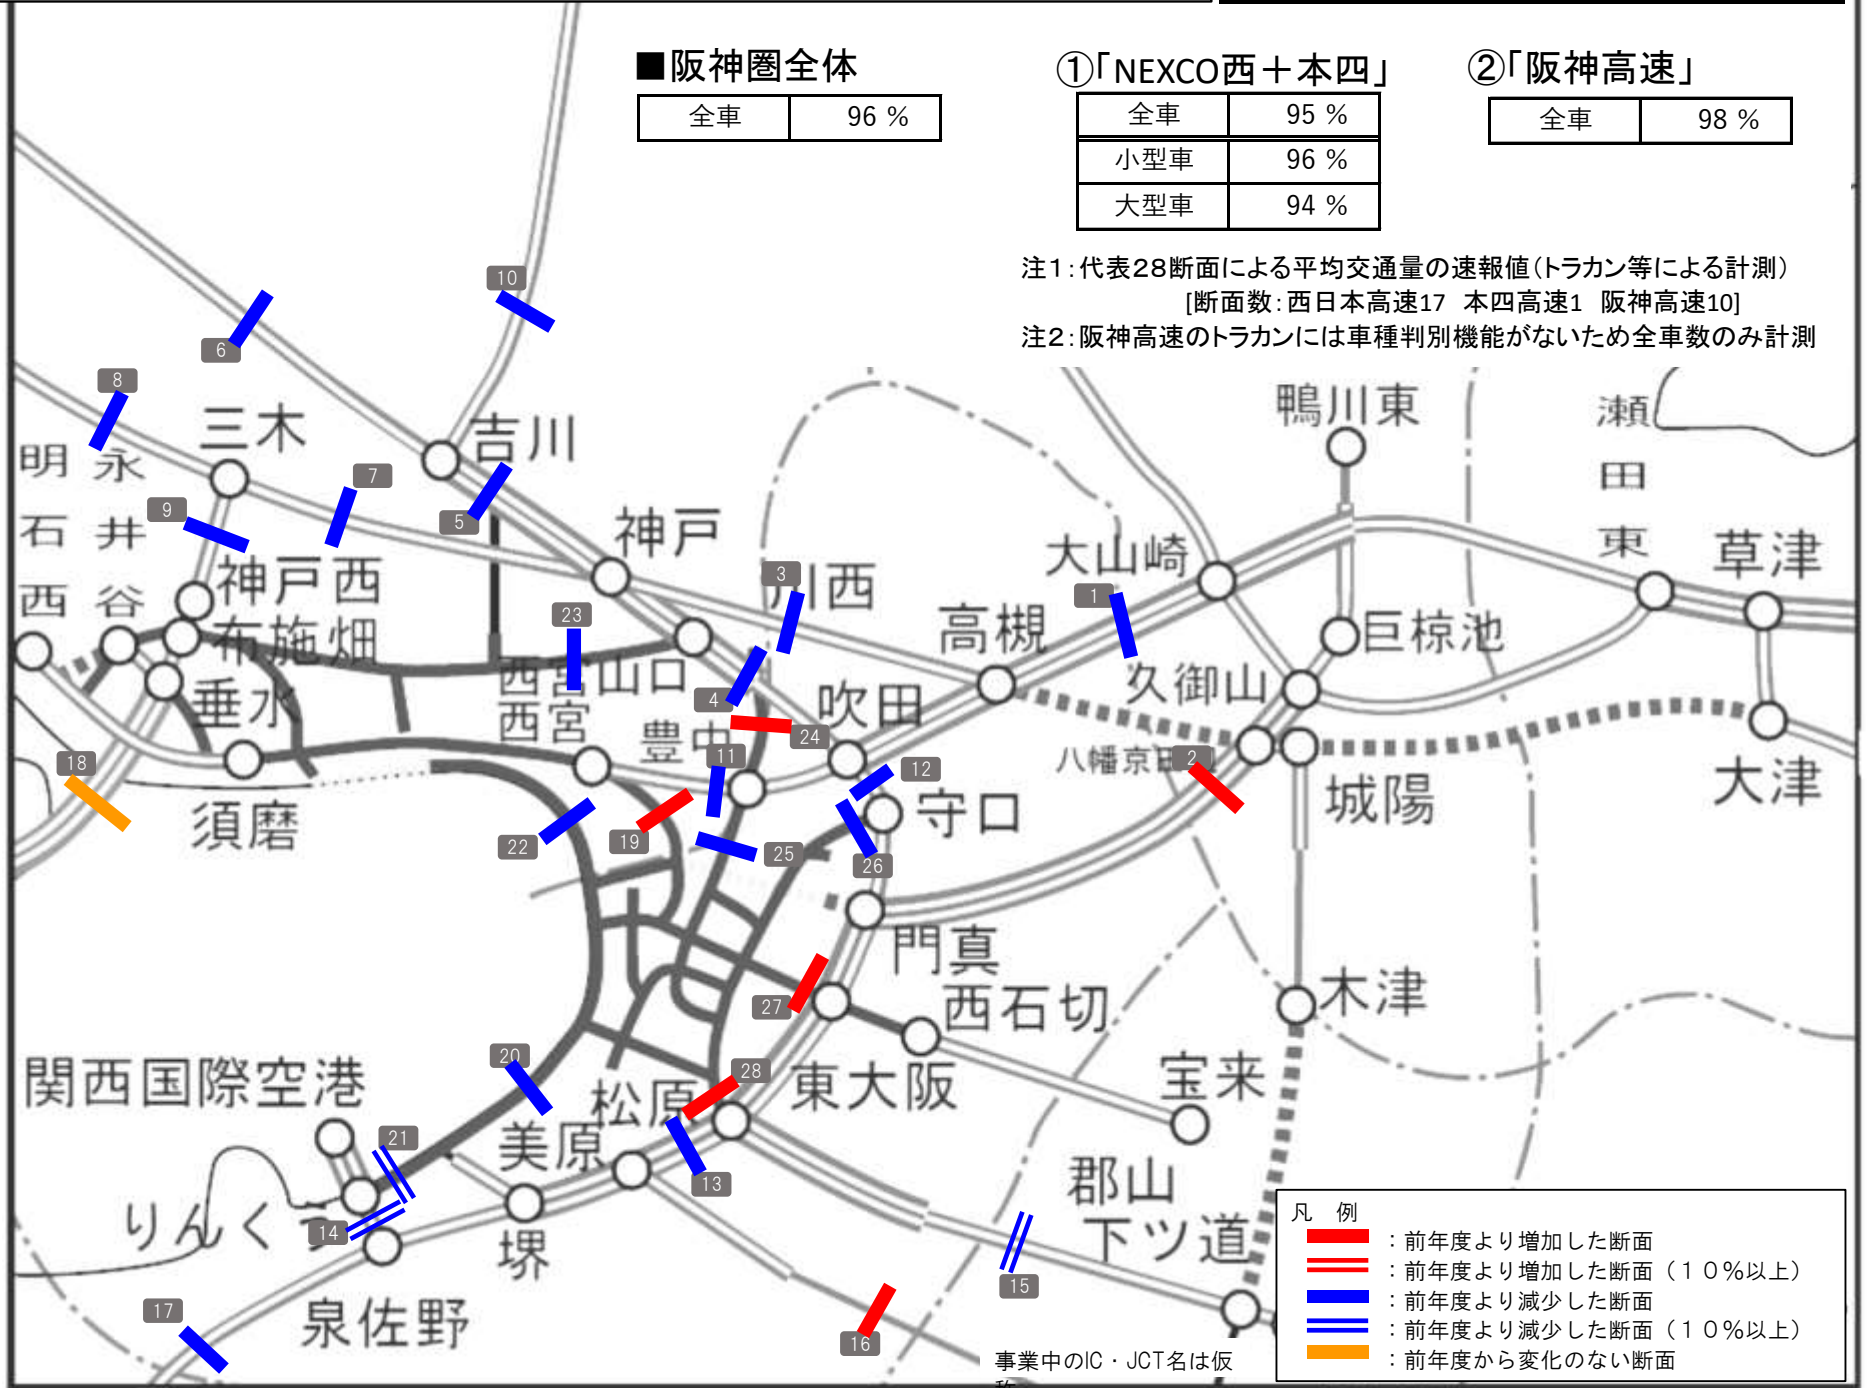 ■阪神圏全体
全車 96 %
①「NEXCO西＋本四」
全車 95 %
小型車 96 %
大型車 94 %
②「阪神高速」
全車 98 %
注1：代表28断面による平均交通量の速報値（トラカン等による計測）
[断面数：西日本高速17 本四高速1 阪神高速10]
注2：阪神高速のトラカンには車種判別機能がないため全車数のみ計測
10
6
8
三木
吉川
鴨川東
瀬田東
明石西
永井谷
7
9
5
神戸
神戸西
3
川西
大山崎
1
草津
布施畑
23
高槻
巨椋池
西宮山口
久御山
垂水
4
吹田
西宮
豊中
24
11
12
2
18
大津
須磨
城陽
守口
22
19
25
26
門真
27
西石切
木津
20
関西国際空港
28
松原
東大阪
宝来
21
美原
13
郡山
下ツ道
14
堺
15
17
泉佐野
16
事業中のIC・JCT名は仮
凡 例
：前年度より増加した断面
：前年度より増加した断面（１０％以上）
：前年度より減少した断面
：前年度より減少した断面（１０％以上）
：前年度から変化のない断面